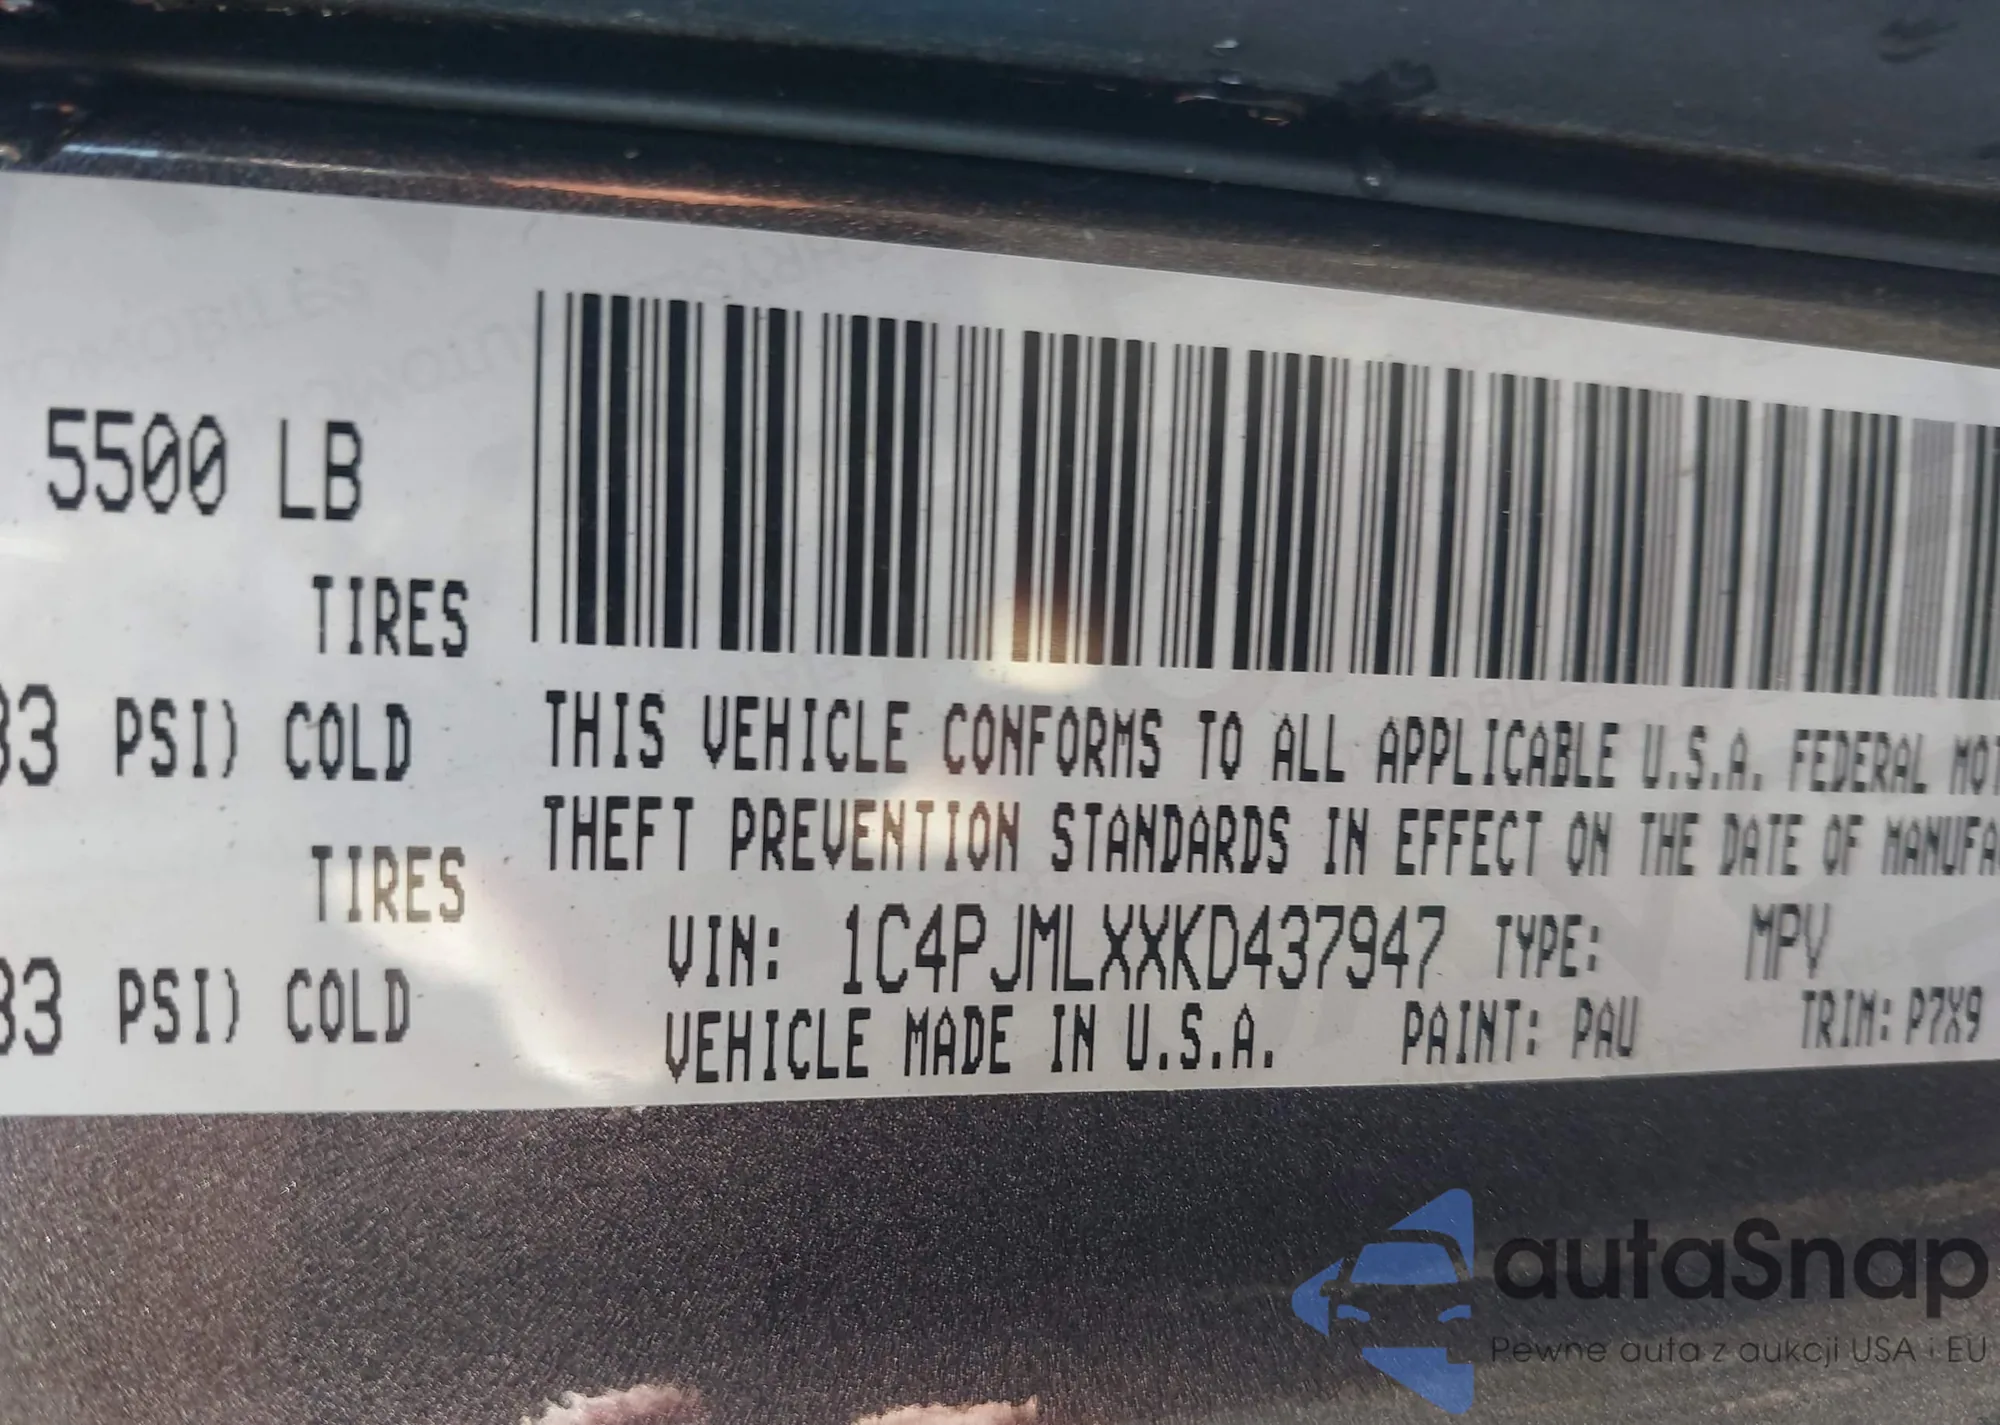 5500 LB
TIRES
33 PSI) COLD
TIRES
33 PSI) COLD
THIS VEHICLE CONFORMS TO ALL APPLICABLE U.S.A. FEDERAL MOT
THEFT PREVENTION STANDARDS IN EFFECT ON THE DATE OF MANUFA
VIN: 1C4PJMLXXKD437947 TYPE: MPV
VEHICLE MADE IN U.S.A. PAINT: PAU TRIM: P7X9
autaSnap
Pewne auta z aukcji USA i EU